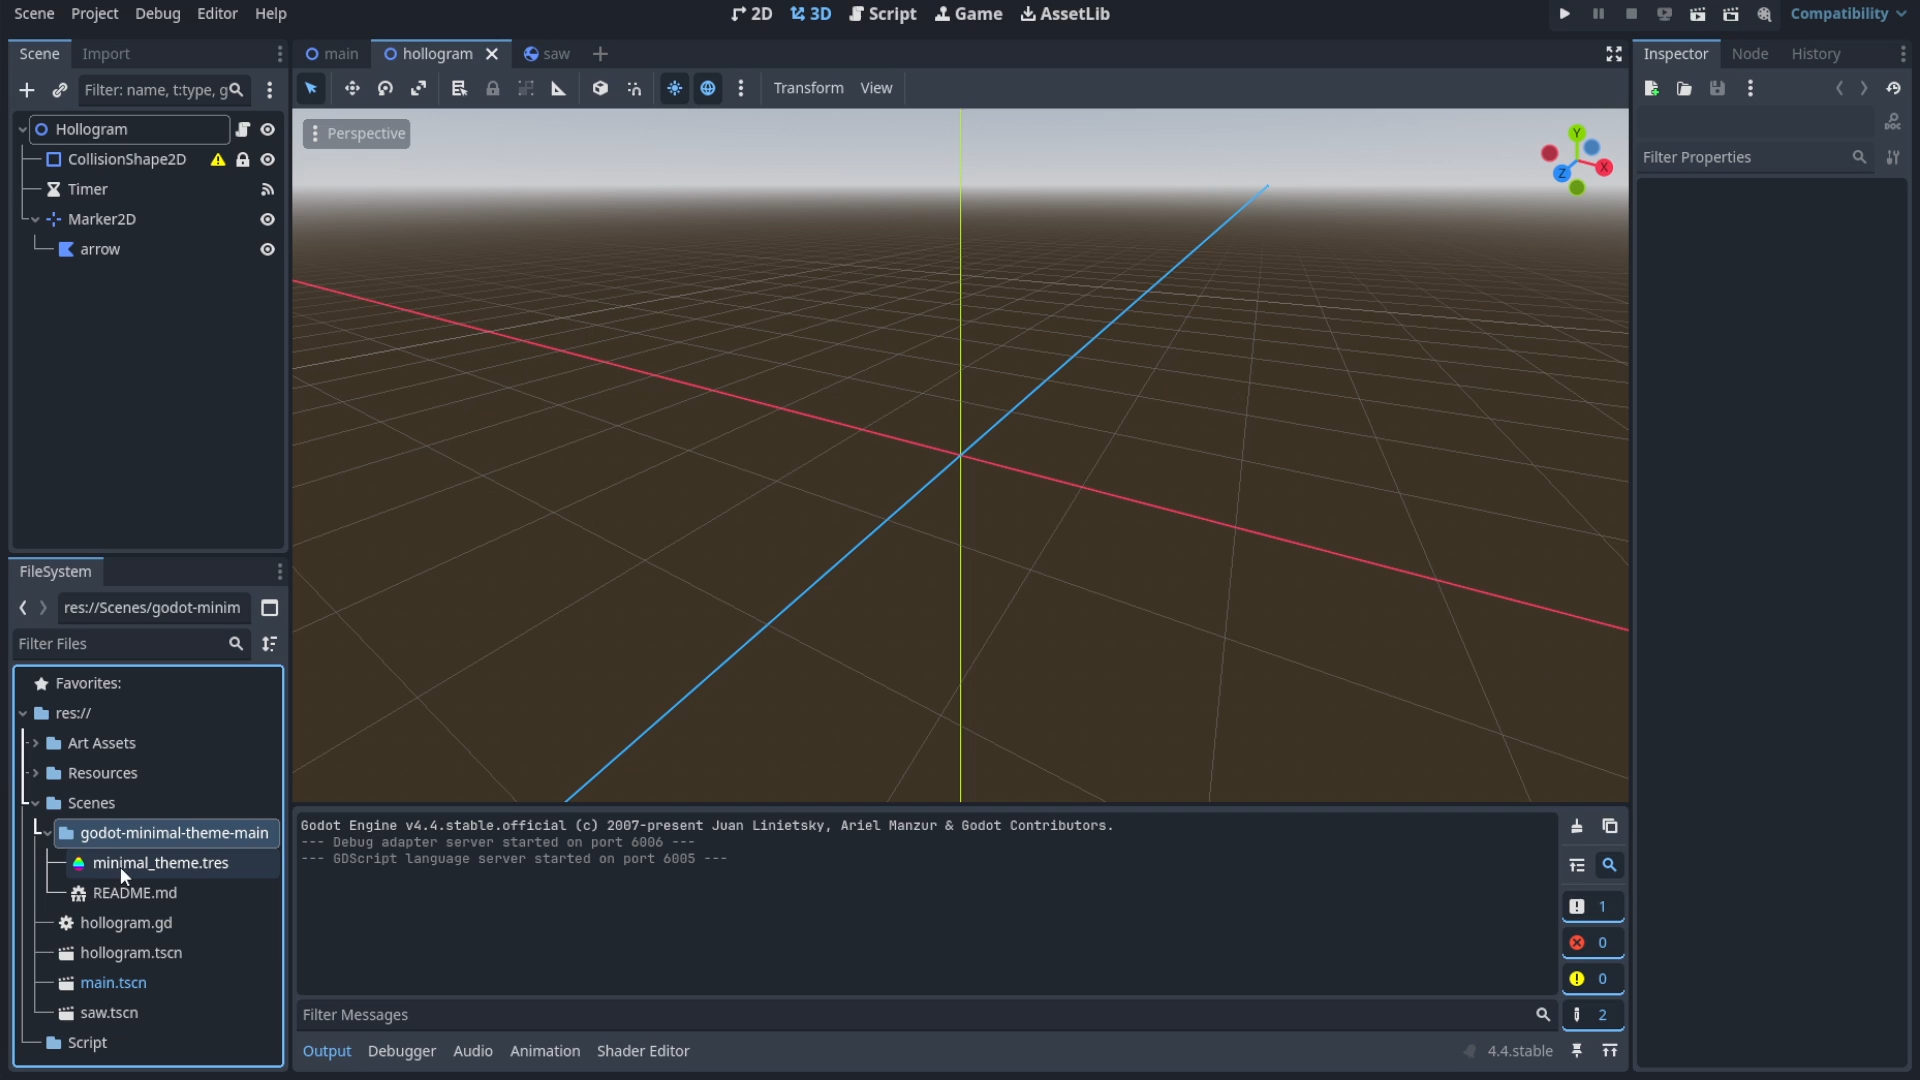 Scene Project Debug Editor Help
2D 3D Script Game AssetLib
Compatibility
Scene Import
main hollogram saw
Inspector Node History
Filter: name, t:type, g
Transform View
Hollogram
CollisionShape2D
Timer
Marker2D
arrow
Perspective
Y
X
Z
DOC
Filter Properties
FileSystem
res://Scenes/godot-minim
Filter Files
Favorites:
res://
Art Assets
Resources
Scenes
godot-minimal-theme-main
minimal_theme.tres
README.md
hollogram.gd
hollogram.tscn
main.tscn
saw.tscn
Script
Godot Engine v4.4.stable.official (c) 2007-present Juan Linietsky, Ariel Manzur & Godot Contributors.
--- Debug adapter server started on port 6006 ---
--- GDScript language server started on port 6005 ---
1
0
0
2
Filter Messages
Output Debugger Audio Animation Shader Editor
4.4.stable